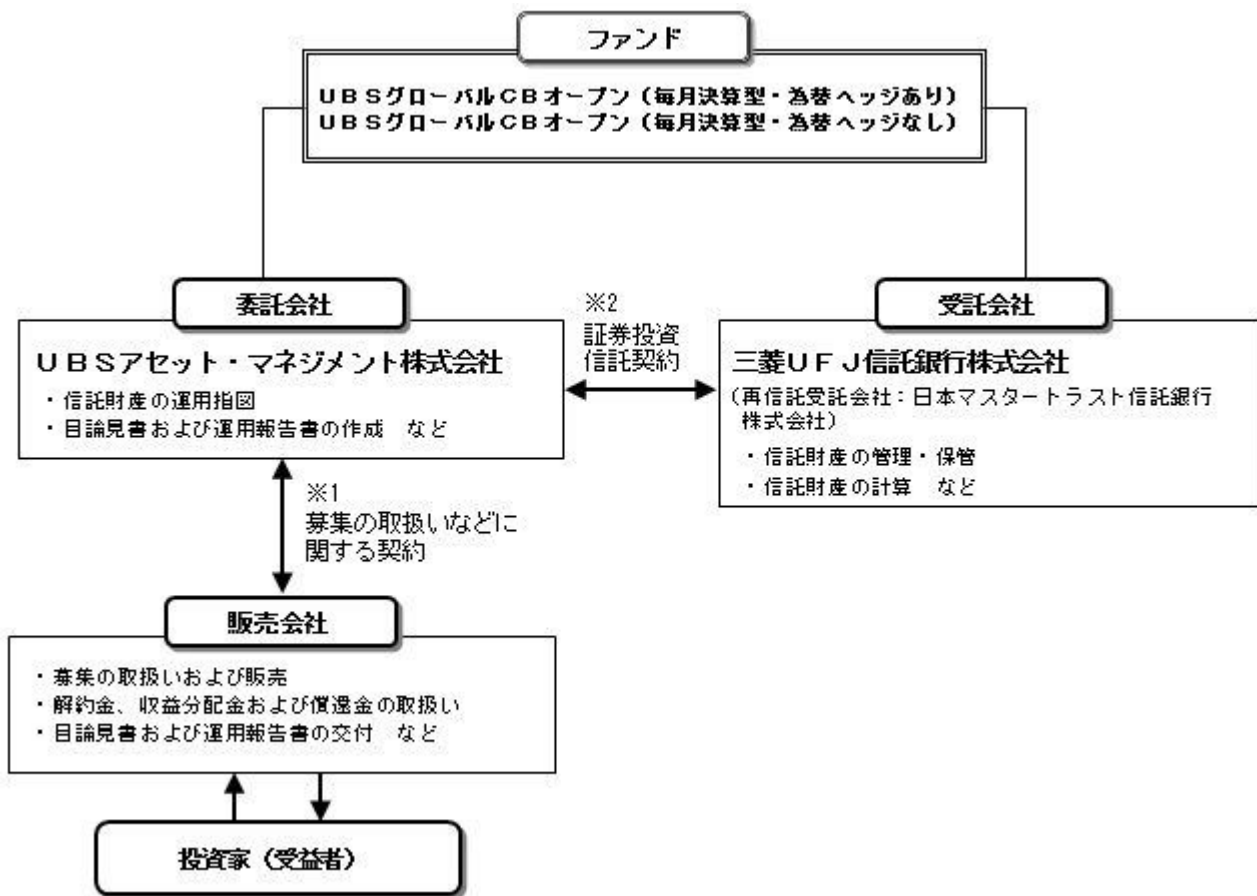 ファンド
UBSグローバルCBオープン(毎月決算型・為替ヘッジあり)
UBSグローバルCBオープン(毎月決算型・為替ヘッジなし)
委託会社
UBSアセット・マネジメント株式会社
・信託財産の運用指図
・目論見書および運用報告書の作成 など
※2
証券投資
信託契約
受託会社
三菱UFJ信託銀行株式会社
(再信託受託会社:日本マスタートラスト信託銀行
株式会社)
・信託財産の管理・保管
・信託財産の計算 など
※1
募集の取扱いなどに
関する契約
販売会社
・募集の取扱いおよび販売
・解約金、収益分配金および償還金の取扱い
・目論見書および運用報告書の交付 など
投資家(受益者)